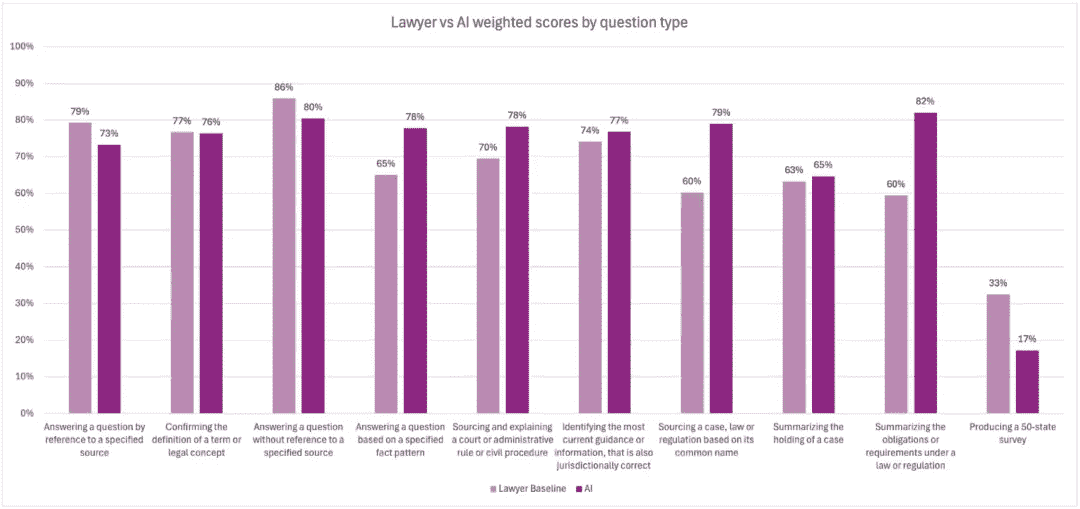 Lawyer vs AI weighted scores by question type
100%
90%
80%
70%
60%
50%
40%
30%
20%
10%
0%
79%
73%
77%
76%
86%
80%
65%
78%
70%
78%
74%
77%
60%
79%
63%
65%
60%
82%
33%
17%
Answering a question by
reference to a specified
source
Confirming the
definition of a term or
legal concept
Answering a question
without reference to a
specified source
Answering a question
based on a specified
fact pattern
Sourcing and explaining
a court or administrative
rule or civil procedure
Identifying the most
current guidance or
information, that is also
jurisdictionally correct
Sourcing a case, law or
regulation based on its
common name
Summarizing the
holding of a case
Summarizing the
obligations or
requirements under a
law or regulation
Producing a 50-state
survey
Lawyer Baseline
AI